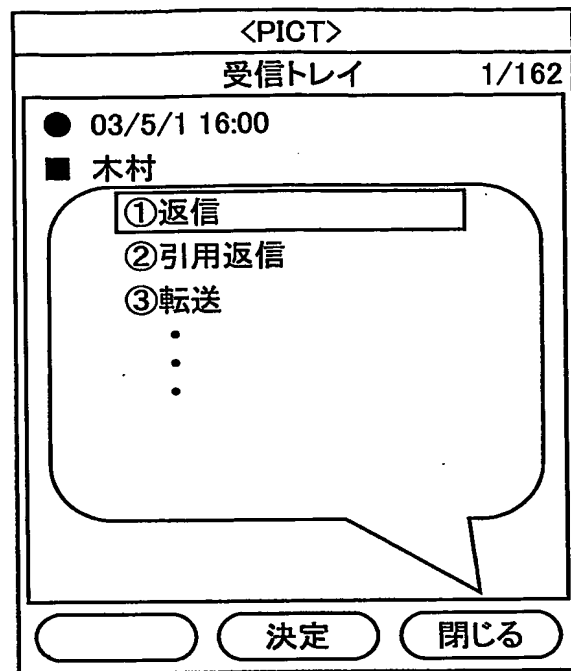 <PICT>
受信トレイ 1/162
● 03/5/1 16:00
■ 木村
①返信
②引用返信
③転送
・
・
・
決定 閉じる